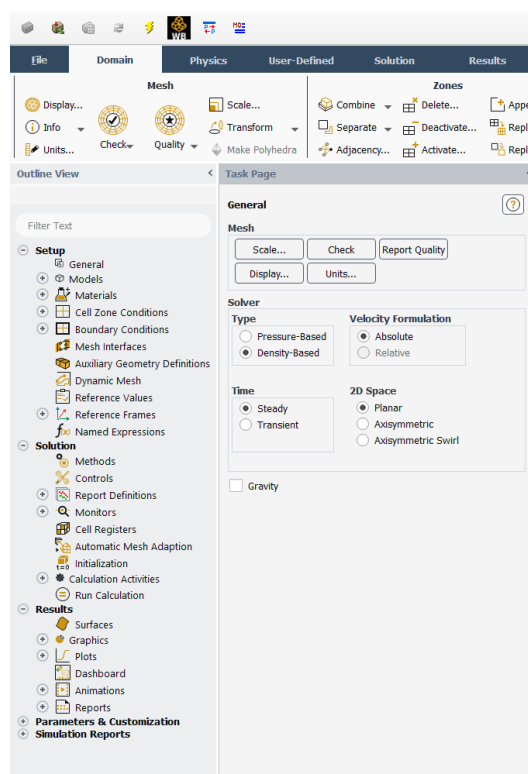 WB
File Domain Physics User-Defined Solution Results
Mesh Zones
Display... Scale... Combine Delete... Appe
Info Check Quality Transform Separate Deactivate... Repl
Units... Make Polyhedra Adjacency... Activate... Repl
Outline View < Task Page
General
Filter Text
Mesh
Setup
General
Models
Materials
Cell Zone Conditions
Boundary Conditions
Mesh Interfaces
Auxiliary Geometry Definitions
Dynamic Mesh
Reference Values
Reference Frames
Named Expressions
Solution
Methods
Controls
Report Definitions
Monitors
Cell Registers
Automatic Mesh Adaption
t=0 Initialization
Calculation Activities
Run Calculation
Results
Surfaces
Graphics
Plots
Dashboard
Animations
Reports
Parameters & Customization
Simulation Reports
Scale... Check Report Quality
Display... Units...
Solver
Type
Pressure-Based
Density-Based
Velocity Formulation
Absolute
Relative
Time
Steady
Transient
2D Space
Planar
Axisymmetric
Axisymmetric Swirl
Gravity